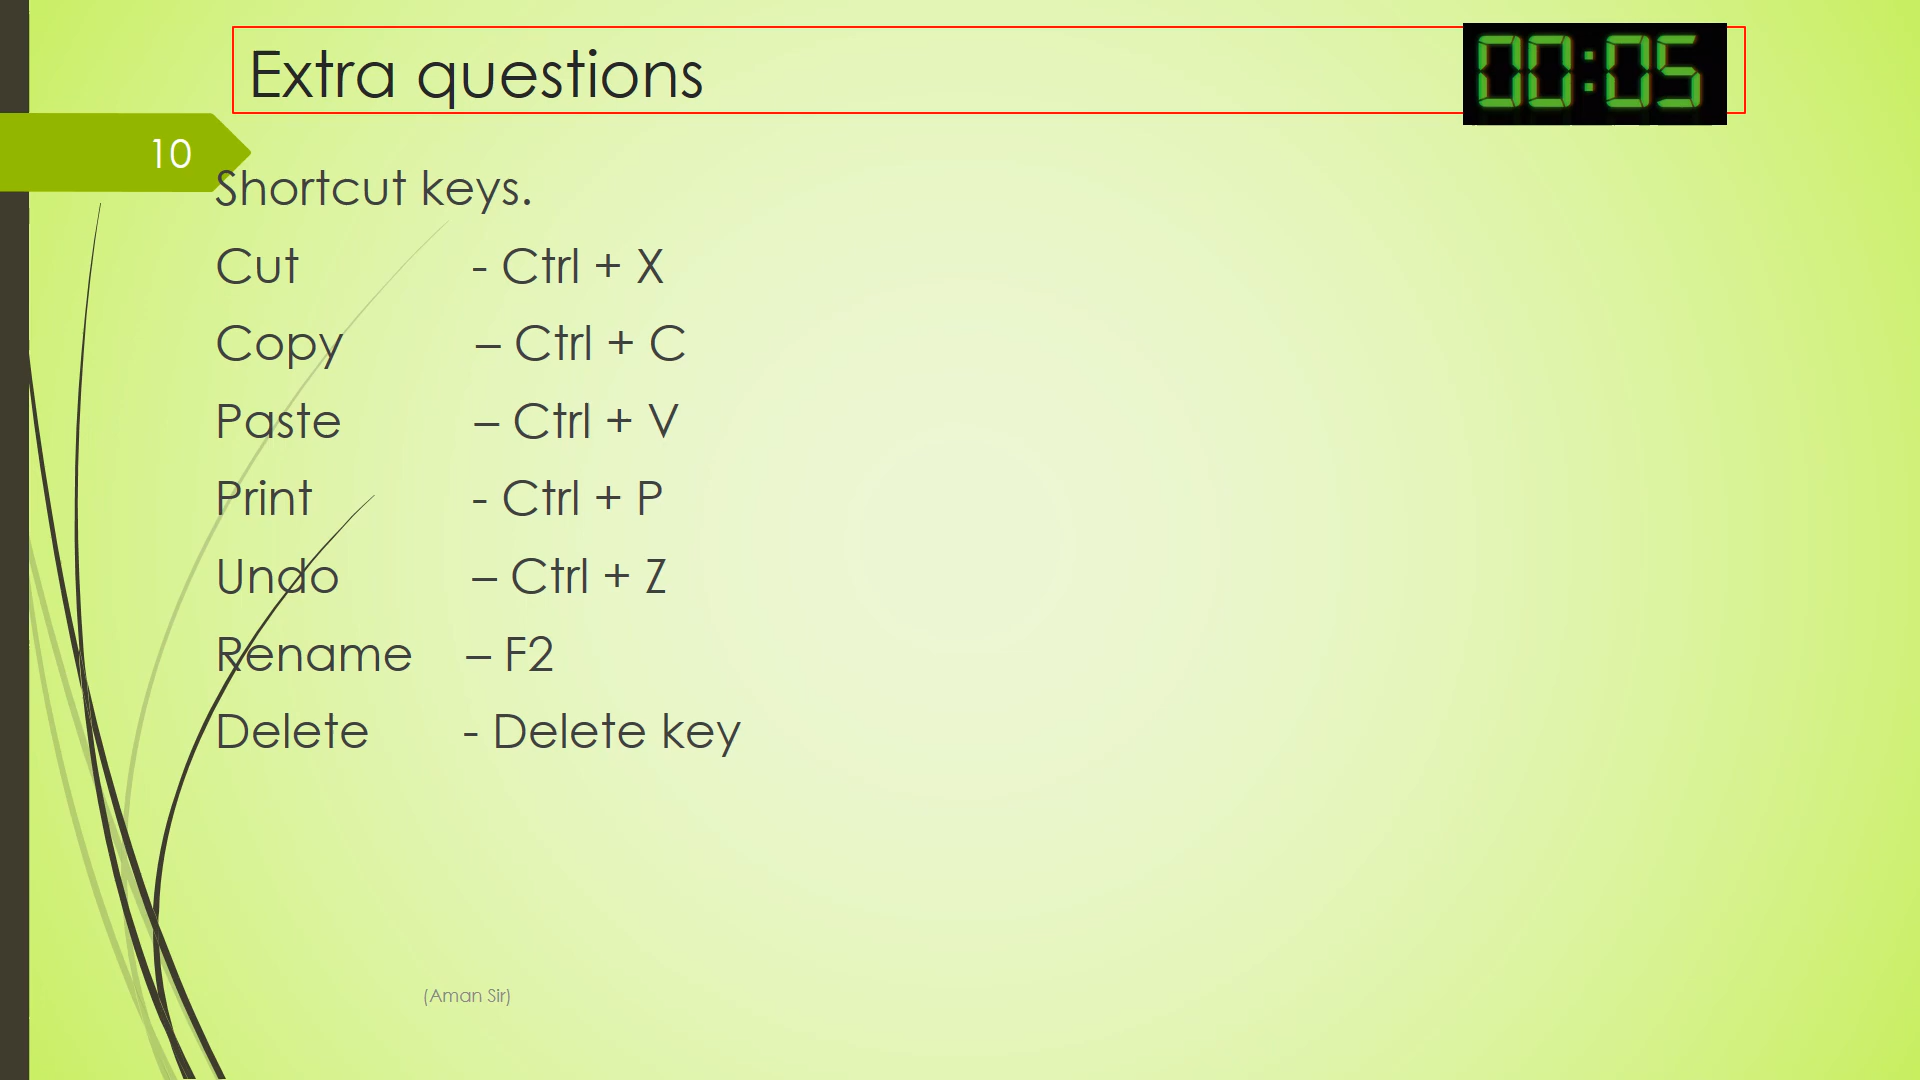 Extra questions
00:05
10
Shortcut keys.
Cut - Ctrl + X
Copy – Ctrl + C
Paste – Ctrl + V
Print - Ctrl + P
Undo – Ctrl + Z
Rename – F2
Delete - Delete key
(Aman Sir)